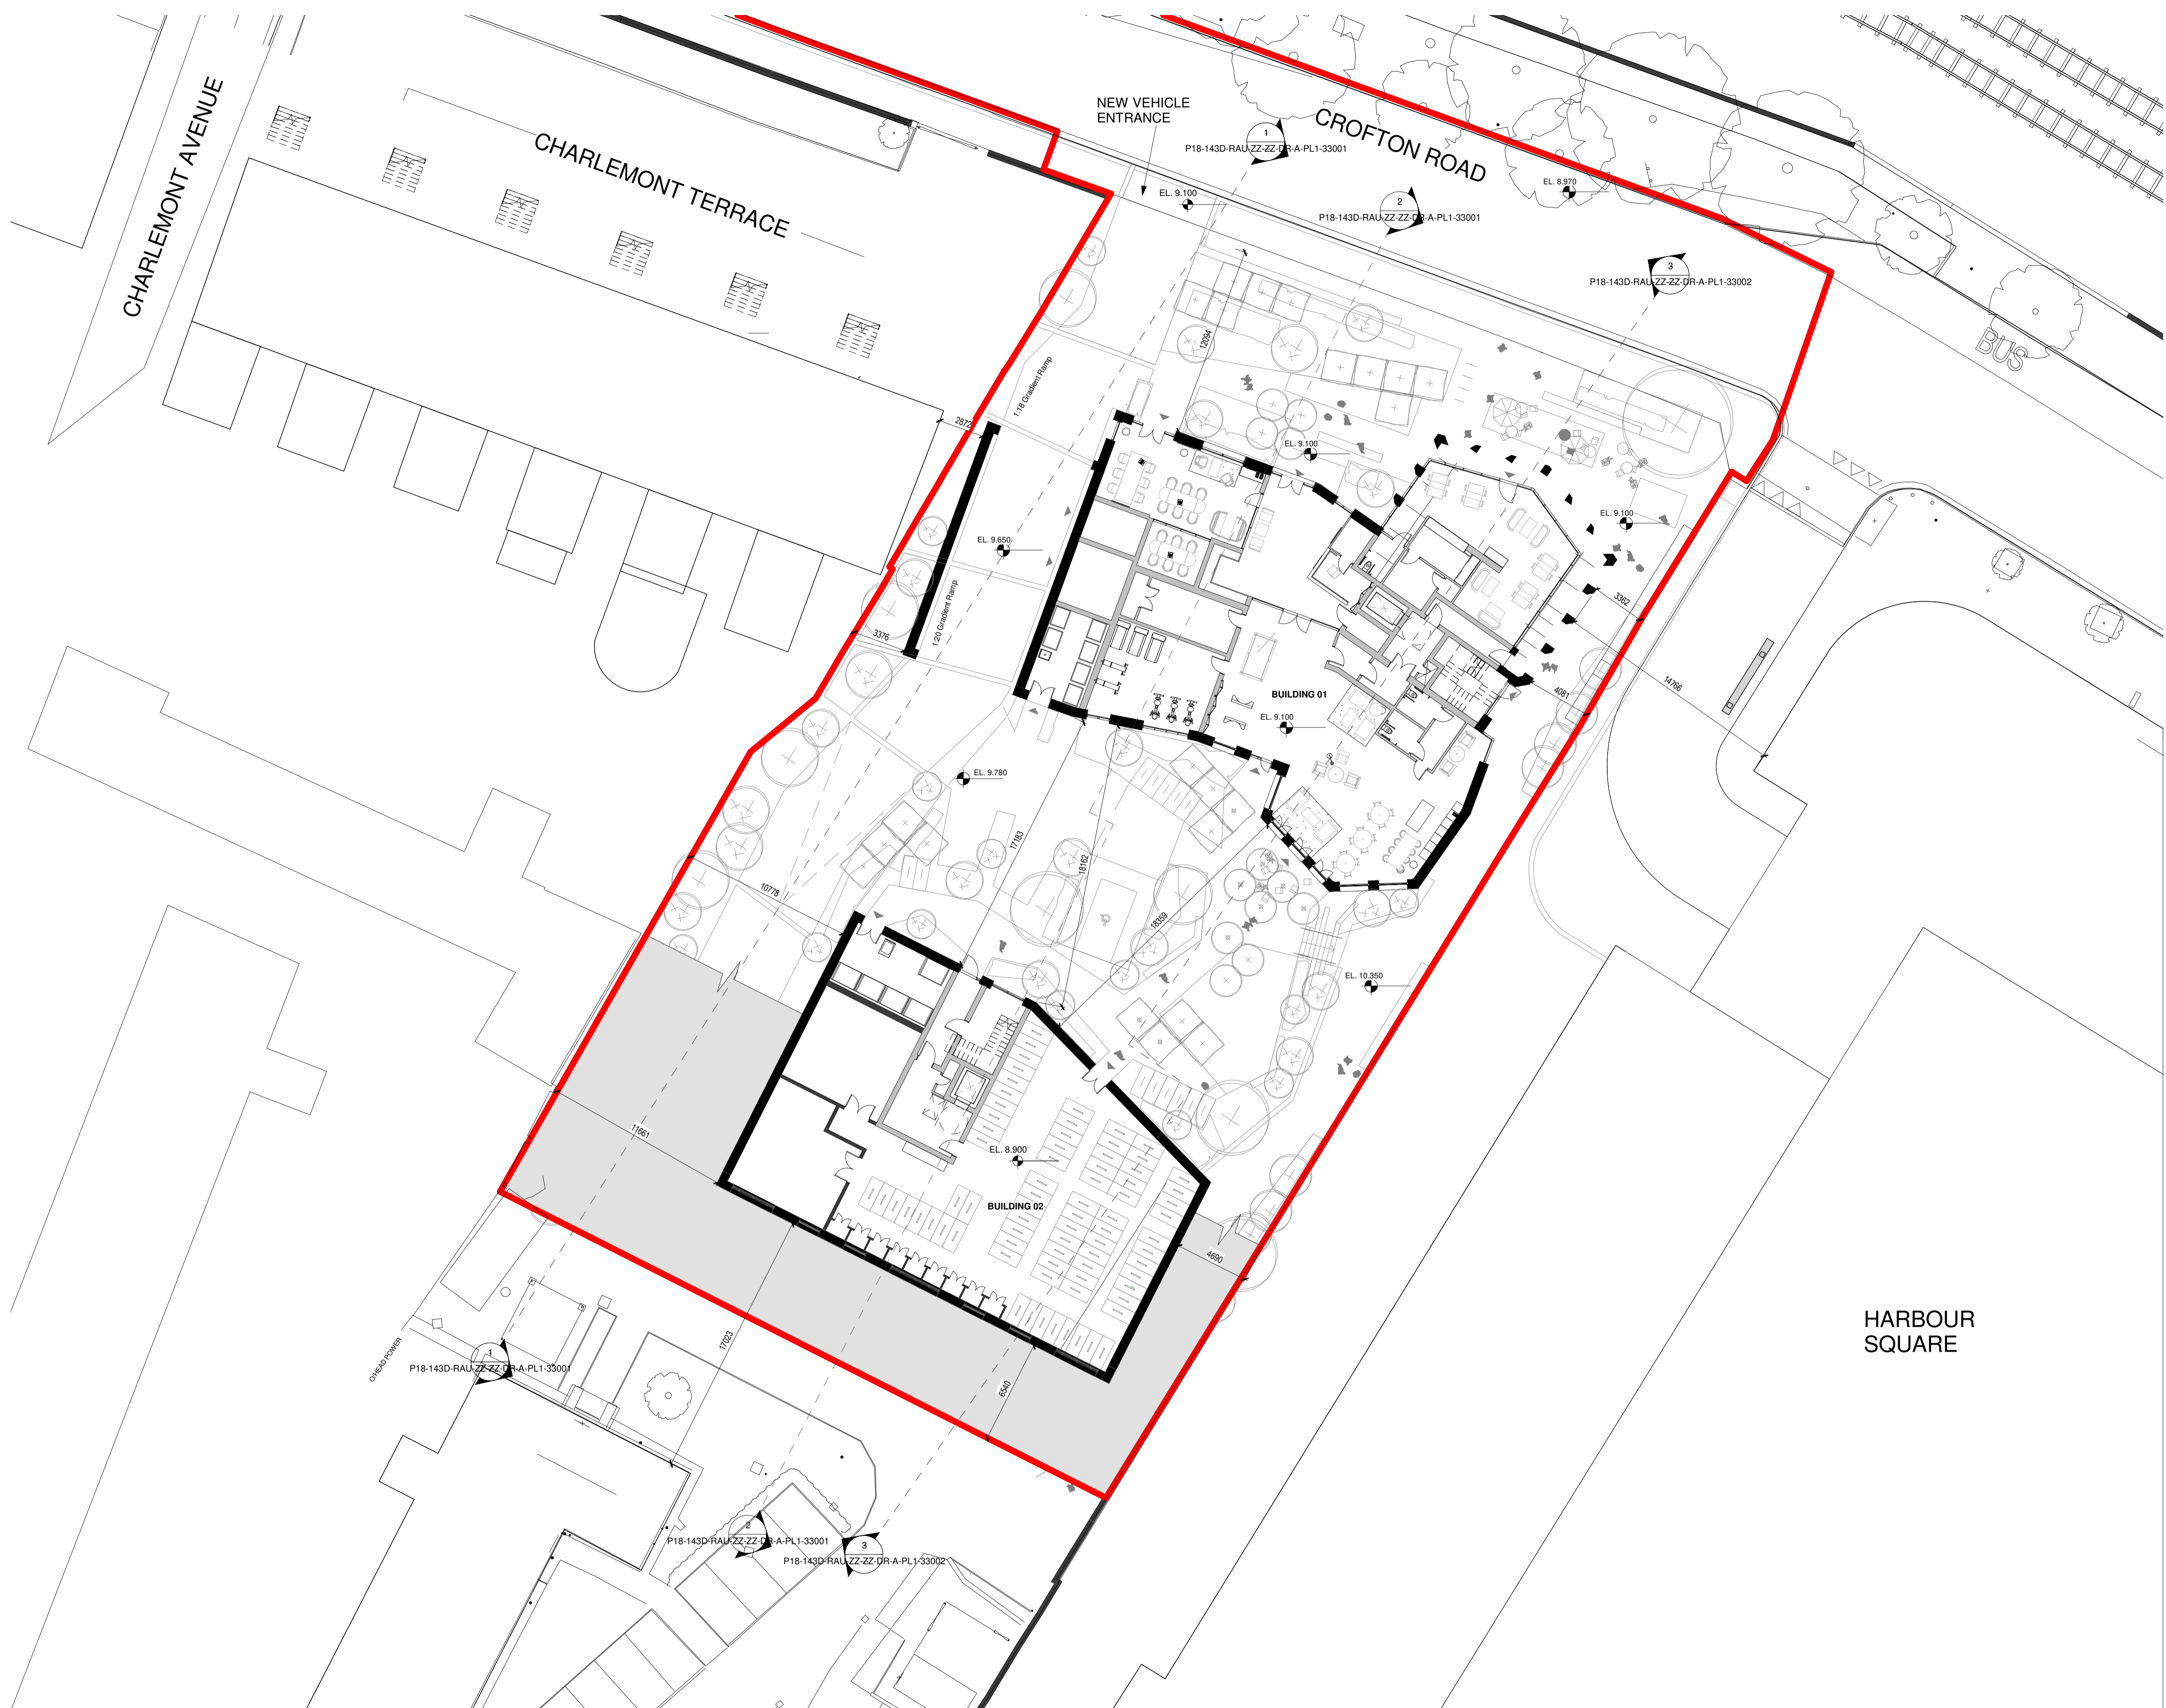 CHARLEMONT AVENUE
CHARLEMONT TERRACE
NEW VEHICLE
ENTRANCE
CROFTON ROAD
1
P18-143D-RAU-ZZ-ZZ-DR-A-PL1-33001
EL. 9.100
2
P18-143D-RAU-ZZ-ZZ-DR-A-PL1-33001
EL. 8.970
3
P18-143D-RAU-ZZ-ZZ-DR-A-PL1-33002
BUS
12094
1:18 Gradient Ramp
2872
EL. 9.100
EL. 9.100
EL. 9.650
1:20 Gradient Ramp
3376
3362
14766
4081
BUILDING 01
EL. 9.100
EL. 9.780
17183
18162
10778
18359
EL. 10.350
11661
EL. 8.900
BUILDING 02
4690
17023
6540
HARBOUR
SQUARE
O/HEAD POWER
1
P18-143D-RAU-ZZ-ZZ-DR-A-PL1-33001
2
P18-143D-RAU-ZZ-ZZ-DR-A-PL1-33001
3
P18-143D-RAU-ZZ-ZZ-DR-A-PL1-33002